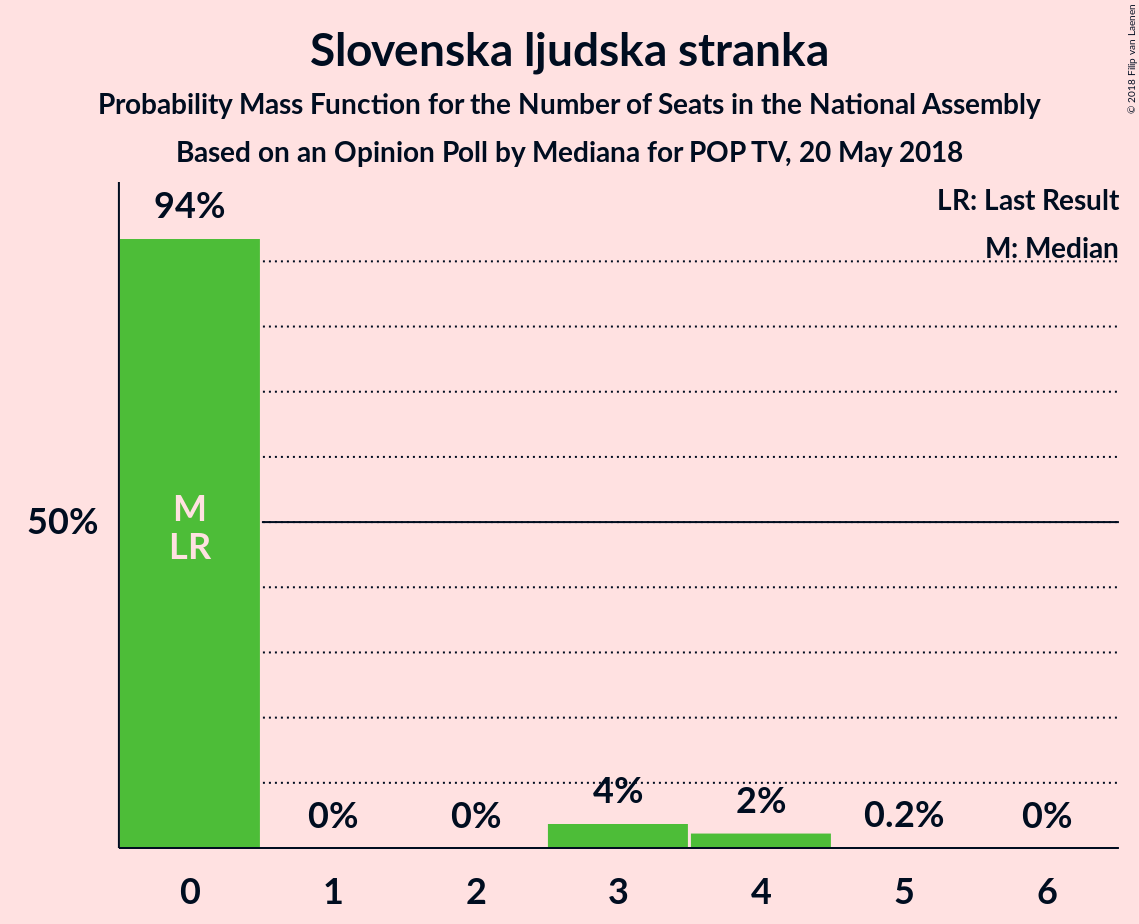 Slovenska ljudska stranka
Probability Mass Function for the Number of Seats in the National Assembly
Based on an Opinion Poll by Mediana for POP TV, 20 May 2018
© 2018 Filip van Laenen
LR: Last Result
M: Median
94%
50%
M
LR
0%
0%
4%
2%
0.2%
0%
0
1
2
3
4
5
6